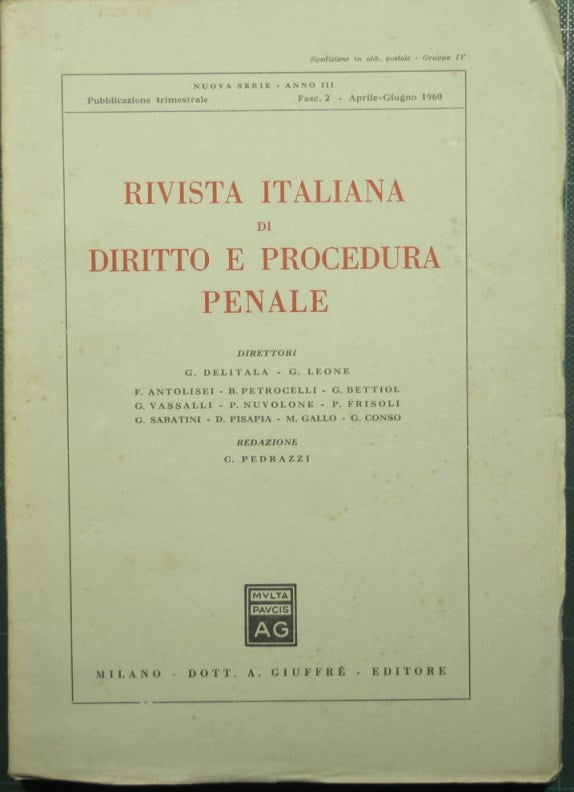 Spedizione in abb. postale - Gruppo IV
NUOVA SERIE - ANNO III
Pubblicazione trimestrale Fasc. 2 - Aprile-Giugno 1960
RIVISTA ITALIANA
DI
DIRITTO E PROCEDURA
PENALE
DIRETTORI
G. DELITALA - G. LEONE
F. ANTOLISEI - B. PETROCELLI - G. BETTIOL
G. VASSALLI - P. NUVOLONE - P. FRISOLI
G. SABATINI - D. PISAPIA - M. GALLO - G. CONSO
REDAZIONE
C. PEDRAZZI
MVLTA
PAVCIS
AG
MILANO - DOTT. A. GIUFFRÈ - EDITORE